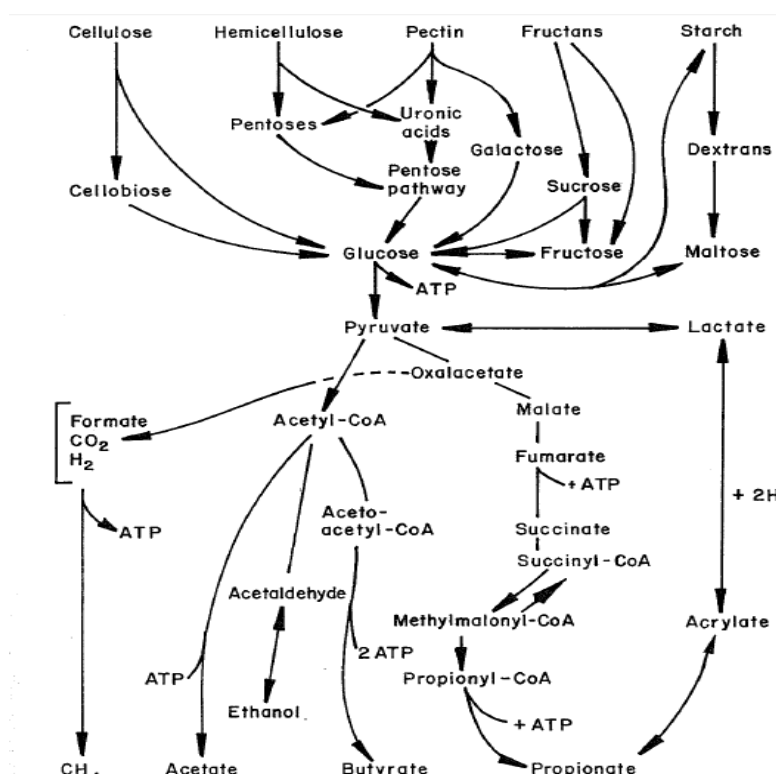 Cellulose Hemicellulose Pectin Fructans Starch
Pentoses Uronic acids Galactose Dextrans
Cellobiose Pentose pathway Sucrose
Glucose Fructose Maltose
ATP
Pyruvate Lactate
Oxalacetate
Formate Acetyl-CoA Malate
CO2
H2 Fumarate
+ATP
ATP Aceto-acetyl-CoA Succinate + 2H
Succinyl-CoA
Acetaldehyde Methylmalonyl-CoA Acrylate
ATP 2 ATP Propionyl-CoA
Ethanol +ATP
Acetate Butyrate Propionate